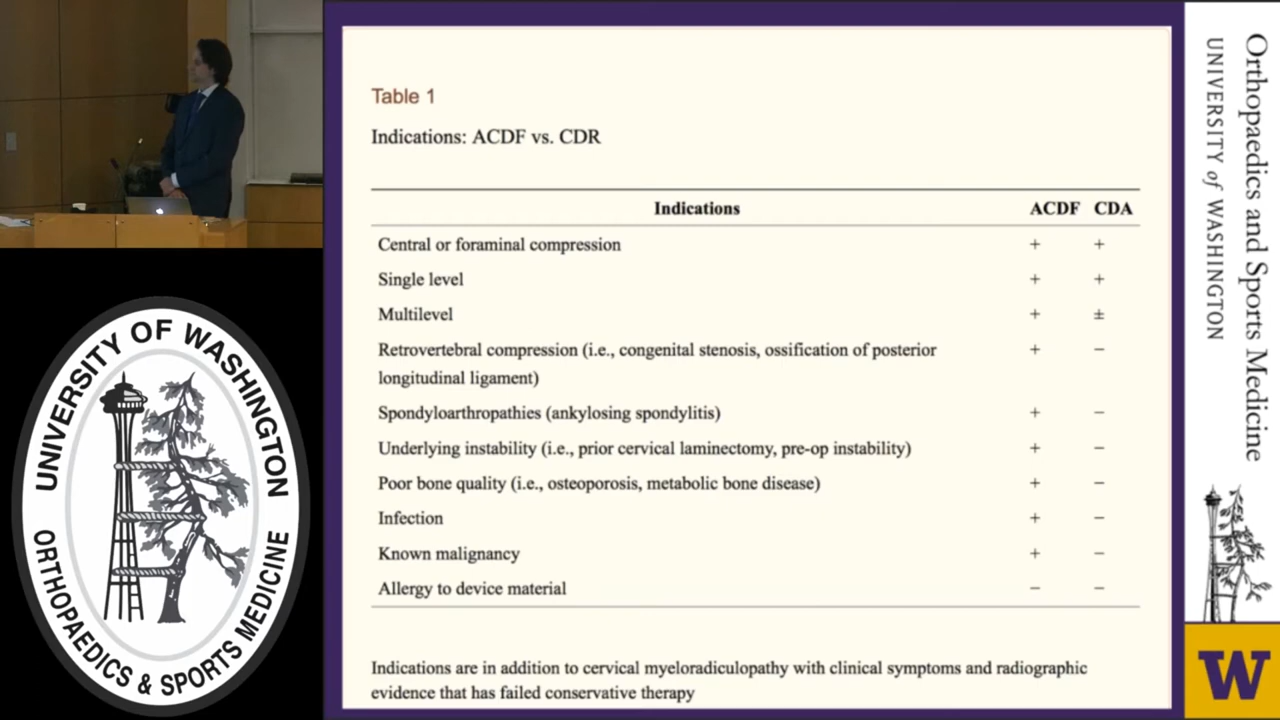 Table 1
Indications: ACDF vs. CDR
Indications ACDF CDA
Central or foraminal compression + +
Single level + +
Multilevel + ±
Retrovertebral compression (i.e., congenital stenosis, ossification of posterior + −
longitudinal ligament)
Spondyloarthropathies (ankylosing spondylitis) + −
Underlying instability (i.e., prior cervical laminectomy, pre-op instability) + −
Poor bone quality (i.e., osteoporosis, metabolic bone disease) + −
Infection + −
Known malignancy + −
Allergy to device material − −
Indications are in addition to cervical myeloradiculopathy with clinical symptoms and radiographic
evidence that has failed conservative therapy
UNIVERSITY OF WASHINGTON
ORTHOPAEDICS & SPORTS MEDICINE
Orthopaedics and Sports Medicine
UNIVERSITY of WASHINGTON
W